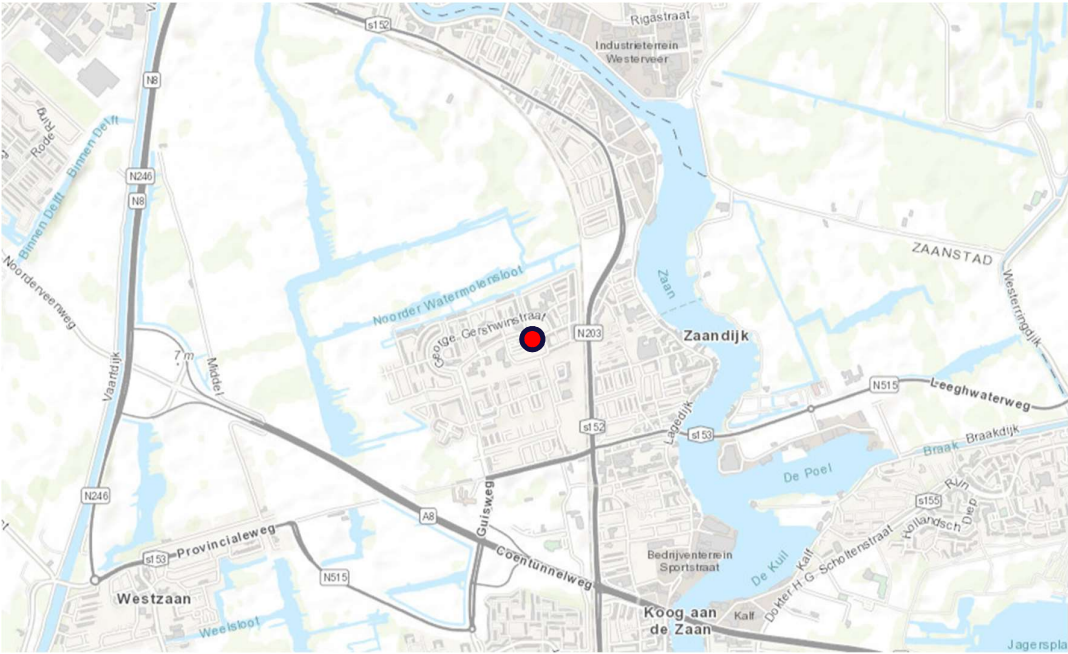 s152
Rigastraat
Industrieterrein
Westerveer
N8
Rode Ring
Binnen Delft
N246
N8
Binnen Delft
ZAANSTAD
Noorderveenweg
Noorder Watermolensloot
Zaan
Westerringdijk
George-Gershwinstraat
N203
Zaandijk
7 m
Middel
Vaartdijk
N515
Leeghwaterweg
Lagedijk
s152
s153
Braak
Braakdijk
De Poel
N246
Guisweg
A8
s155
Hollandsch Diep
s153
Provincialeweg
Coentunnelweg
Bedrijventerrein
Sportstraat
De Kuil
Kalf
Dokter H.G. Scholtenstraat
N515
Westzaan
Koog aan
de Zaan
Kalf
Weelsloot
Jagerspla